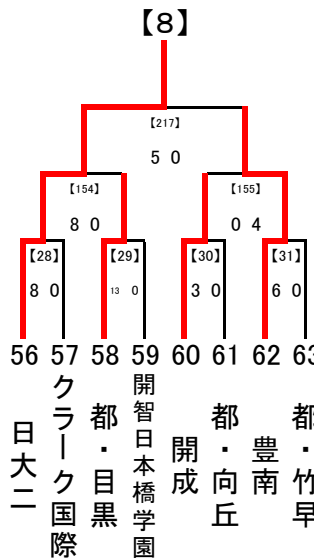 【8】
【217】
5 0
【154】
【155】
8 0
0 4
【28】
【29】
【30】
【31】
8 0
13 0
3 0
6 0
56 57 58 59 60 61 62 63
日大二
クラーク国際
都・目黒
開智日本橋学園
開成
都・向丘
豊南
都・竹早